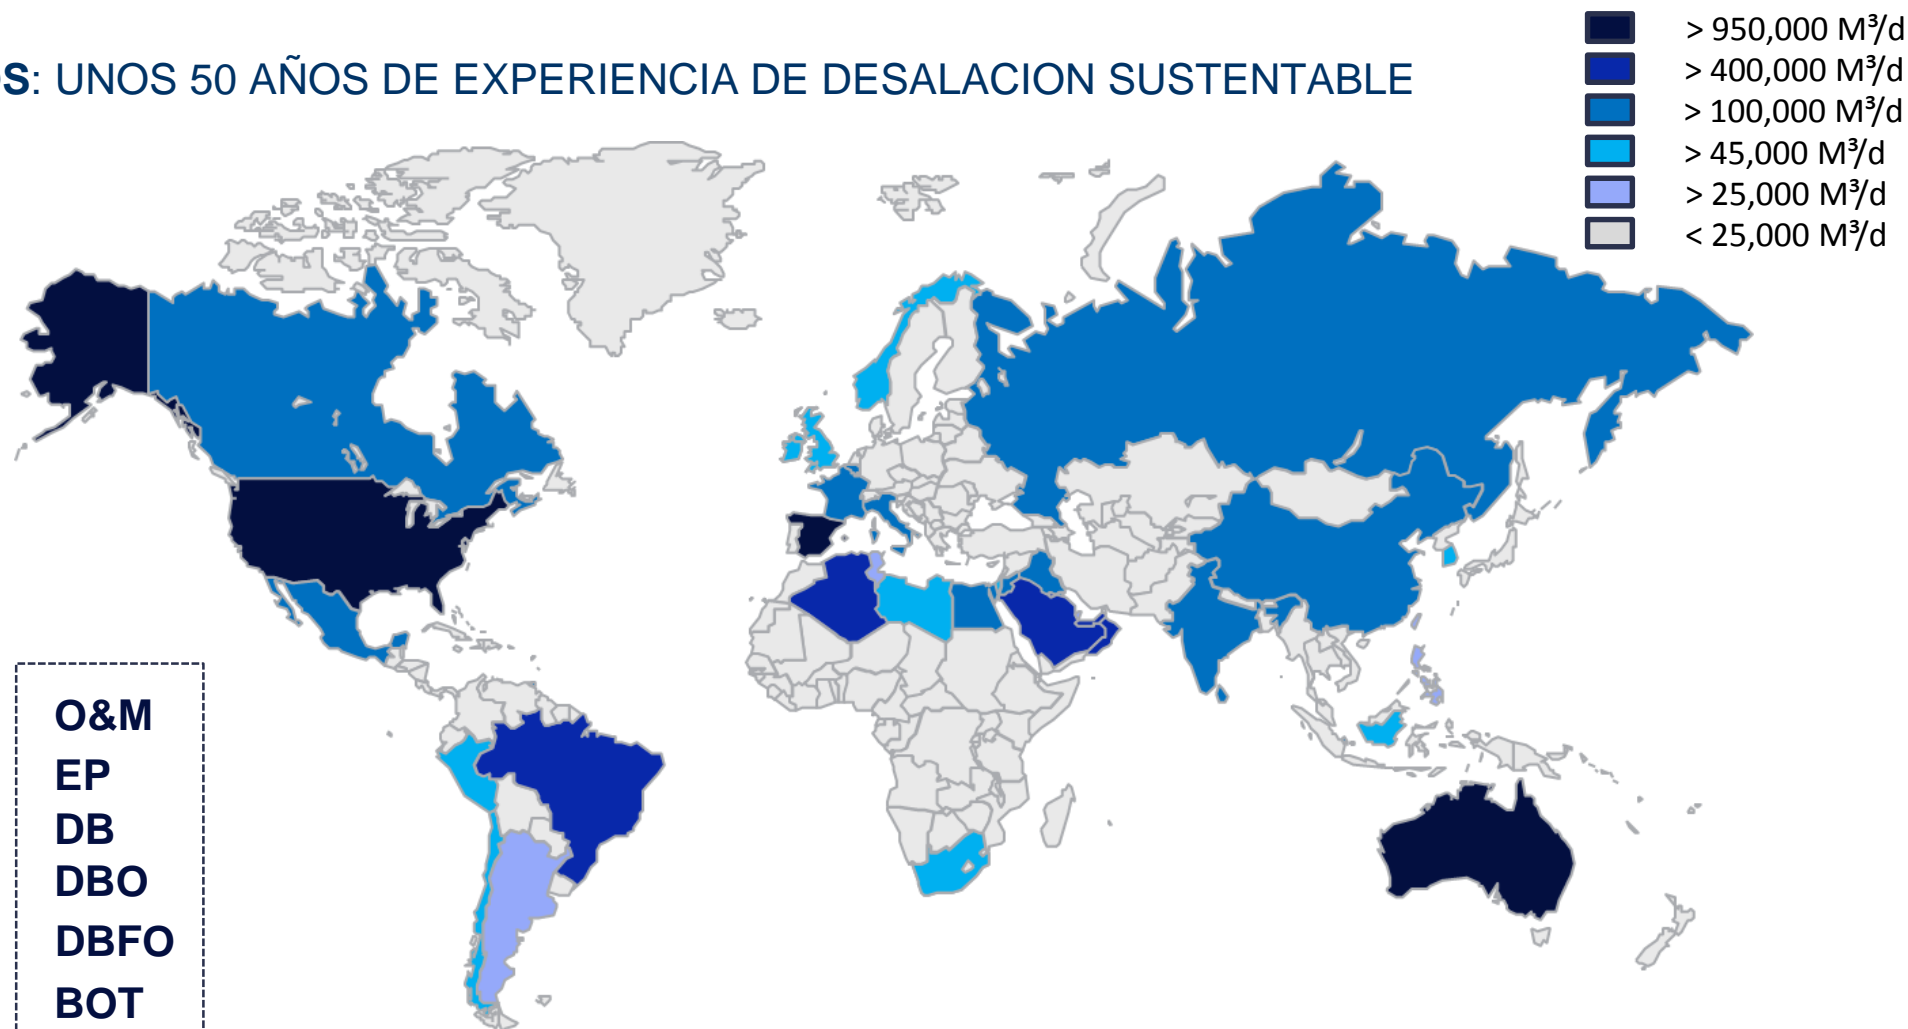 : UNOS 50 AÑOS DE EXPERIENCIA DE DESALACION SUSTENTABLE
> 950,000 M³/d
> 400,000 M³/d
> 100,000 M³/d
> 45,000 M³/d
> 25,000 M³/d
< 25,000 M³/d
O&M
EP
DB
DBO
DBFO
BOT